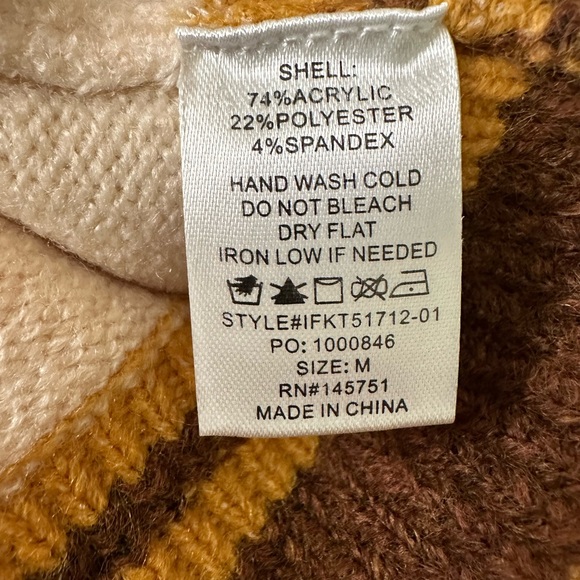 SHELL:
74%ACRYLIC
22%POLYESTER
4%SPANDEX
HAND WASH COLD
DO NOT BLEACH
DRY FLAT
IRON LOW IF NEEDED
STYLE#IFKT51712-01
PO: 1000846
SIZE: M
RN#145751
MADE IN CHINA